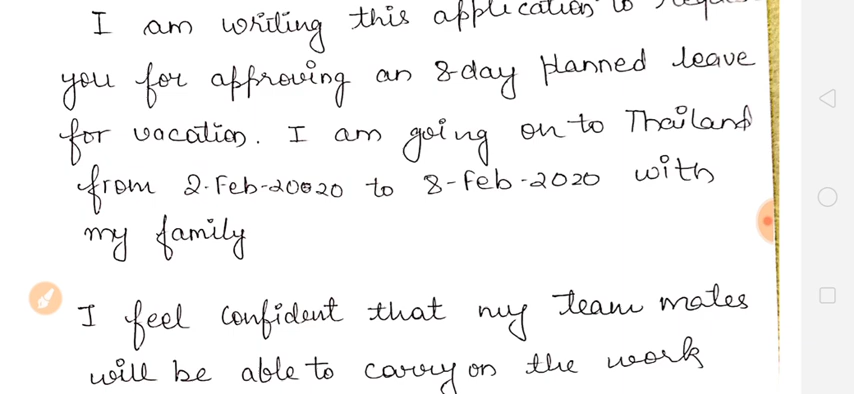 I am writing this application to
you for approving an 8-day planned leave
for vacation. I am going on to Thailand
from 2-Feb-20020 to 8-Feb-2020 with
my family
I feel confident that my team mates
will be able to carry on the work